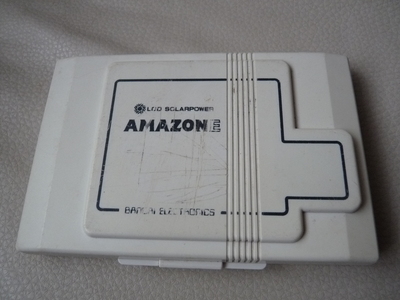 LCD SOLARPOWER
AMAZON
BANDAI ELECTRONICS